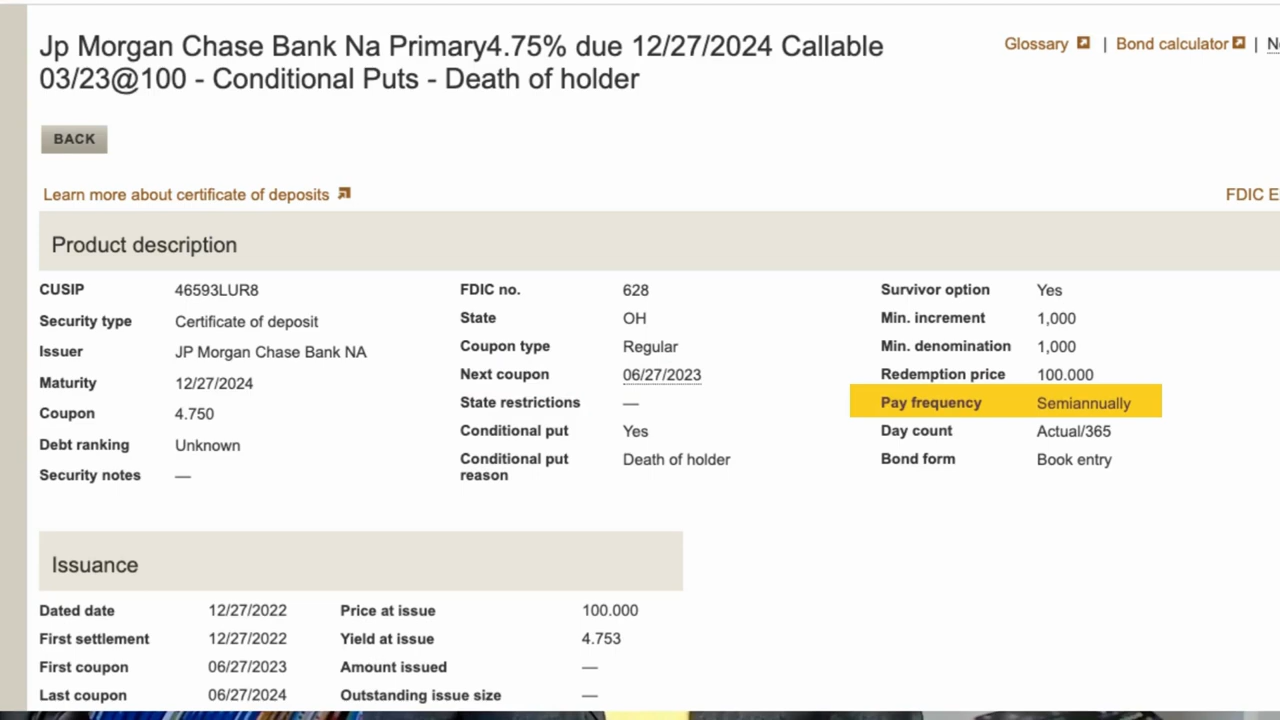 Jp Morgan Chase Bank Na Primary4.75% due 12/27/2024 Callable
03/23@100 - Conditional Puts - Death of holder
Glossary | Bond calculator |
BACK
Learn more about certificate of deposits
FDIC E
Product description
CUSIP 46593LUR8
Security type Certificate of deposit
Issuer JP Morgan Chase Bank NA
Maturity 12/27/2024
Coupon 4.750
Debt ranking Unknown
Security notes —
FDIC no. 628
State OH
Coupon type Regular
Next coupon 06/27/2023
State restrictions —
Conditional put Yes
Conditional put Death of holder
reason
Survivor option Yes
Min. increment 1,000
Min. denomination 1,000
Redemption price 100.000
Pay frequency Semiannually
Day count Actual/365
Bond form Book entry
Issuance
Dated date 12/27/2022
First settlement 12/27/2022
First coupon 06/27/2023
Last coupon 06/27/2024
Price at issue 100.000
Yield at issue 4.753
Amount issued —
Outstanding issue size —